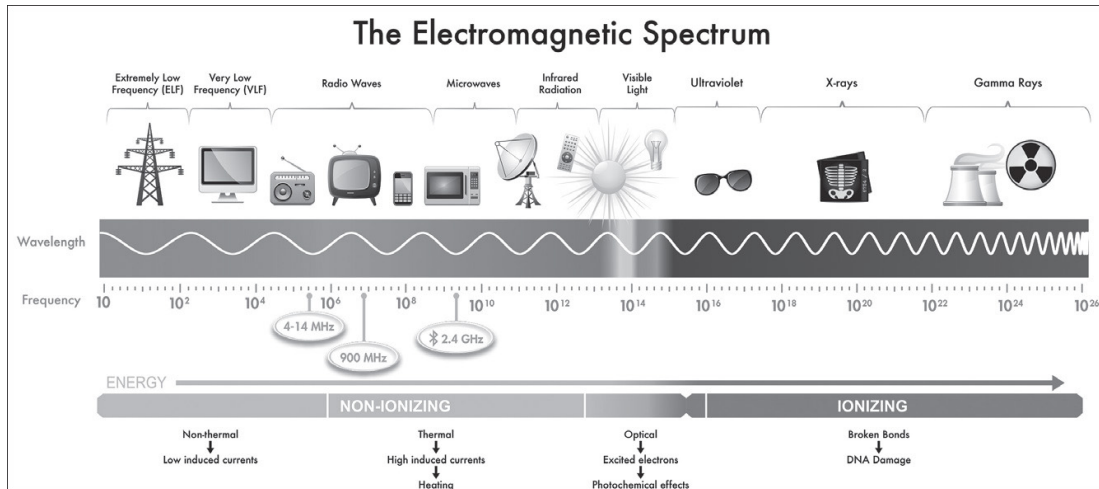 The Electromagnetic Spectrum
Extremely Low
Frequency (ELF)
Very Low
Frequency (VLF)
Radio Waves
Microwaves
Infrared
Radiation
Visible
Light
Ultraviolet
X-rays
Gamma Rays
Wavelength
Frequency
10 10² 10⁴ 10⁶ 10⁸ 10¹⁰ 10¹² 10¹⁴ 10¹⁶ 10¹⁸ 10²⁰ 10²² 10²⁴ 10²⁶
4-14 MHz
900 MHz
2.4 GHz
ENERGY
NON-IONIZING
IONIZING
Non-thermal
Low induced currents
Thermal
High induced currents
Heating
Optical
Excited electrons
Photochemical effects
Broken Bonds
DNA Damage